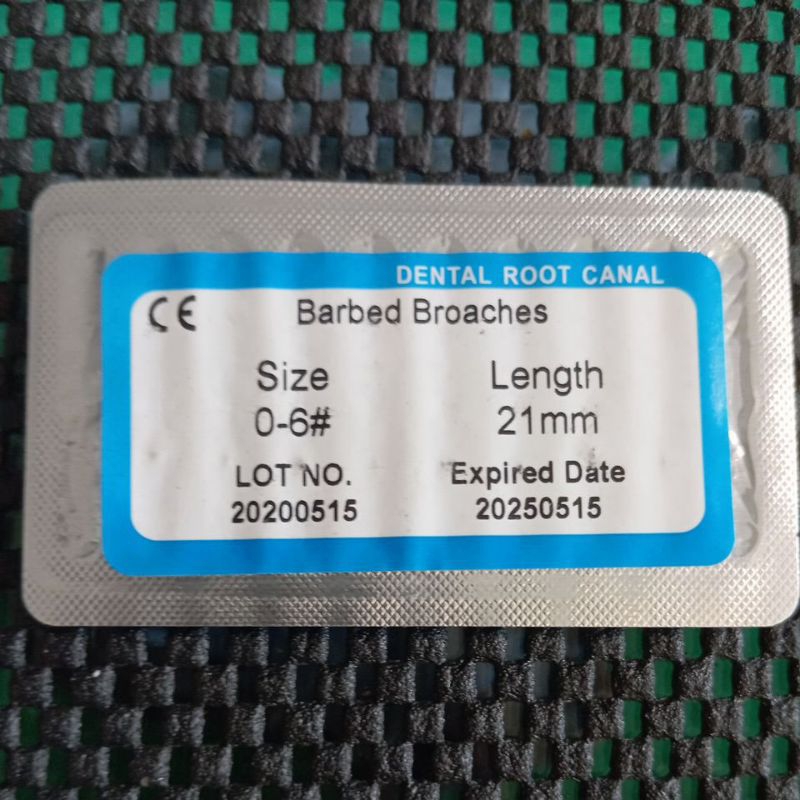 DENTAL ROOT CANAL
CE Barbed Broaches
Size Length
0-6# 21mm
LOT NO. Expired Date
20200515 20250515